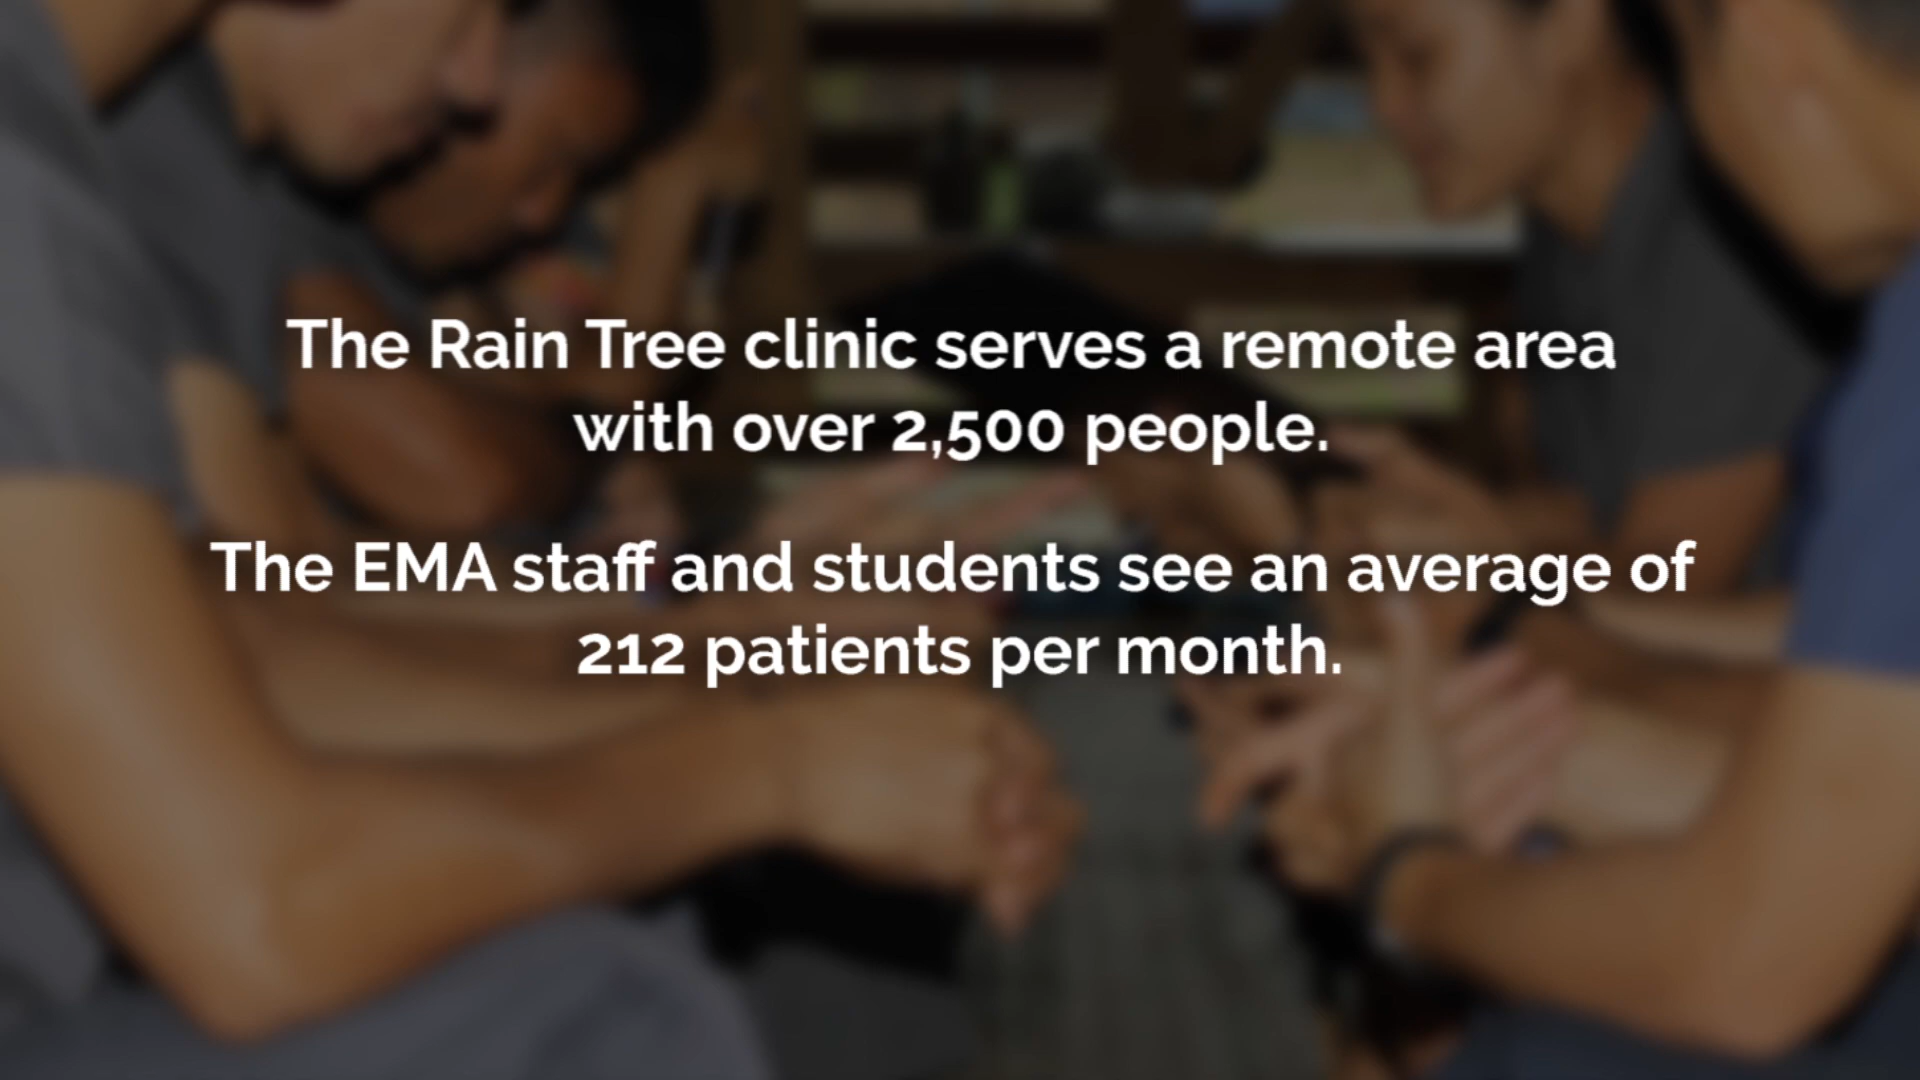 The Rain Tree clinic serves a remote area
with over 2,500 people.
The EMA staff and students see an average of
212 patients per month.